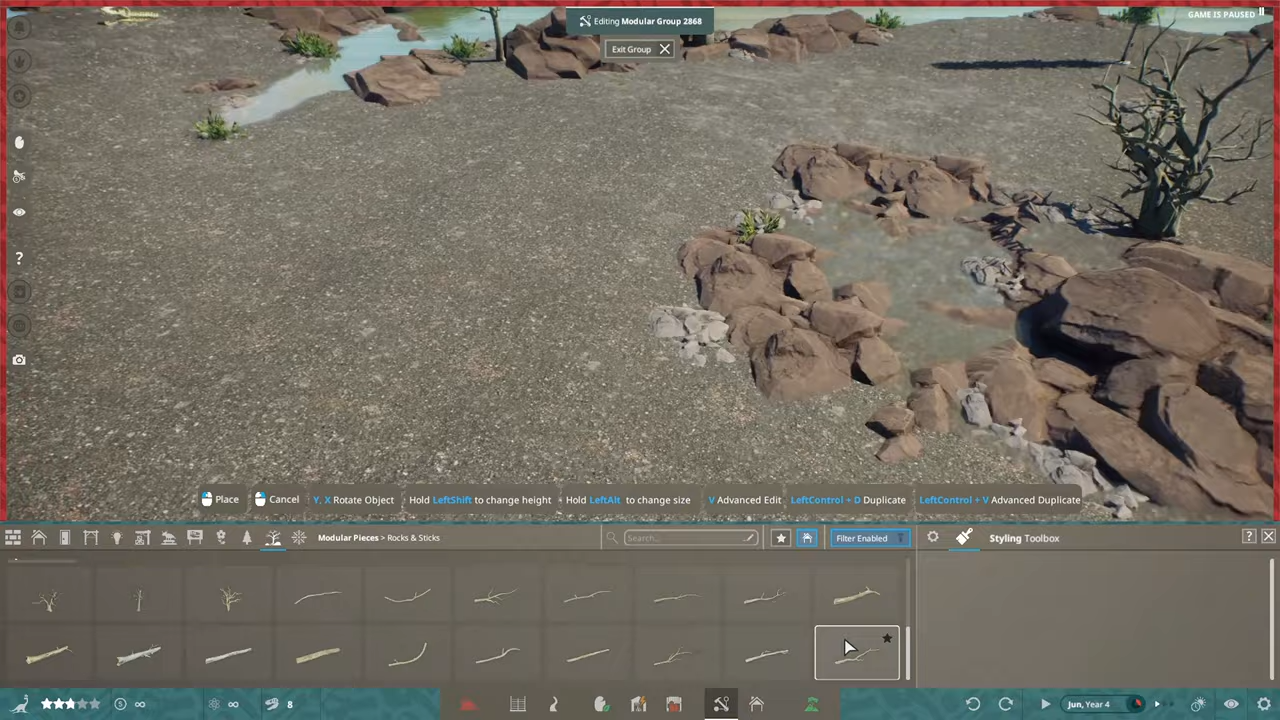 Editing Modular Group 2868
GAME IS PAUSED
Exit Group
?
Place
Cancel
Y, X Rotate Object
Hold LeftShift to change height
Hold LeftAlt to change size
V Advanced Edit
LeftControl + D Duplicate
LeftControl + V Advanced Duplicate
Modular Pieces > Rocks & Sticks
Search...
Filter Enabled
Styling Toolbox
?
∞
∞
8
Jun, Year 4